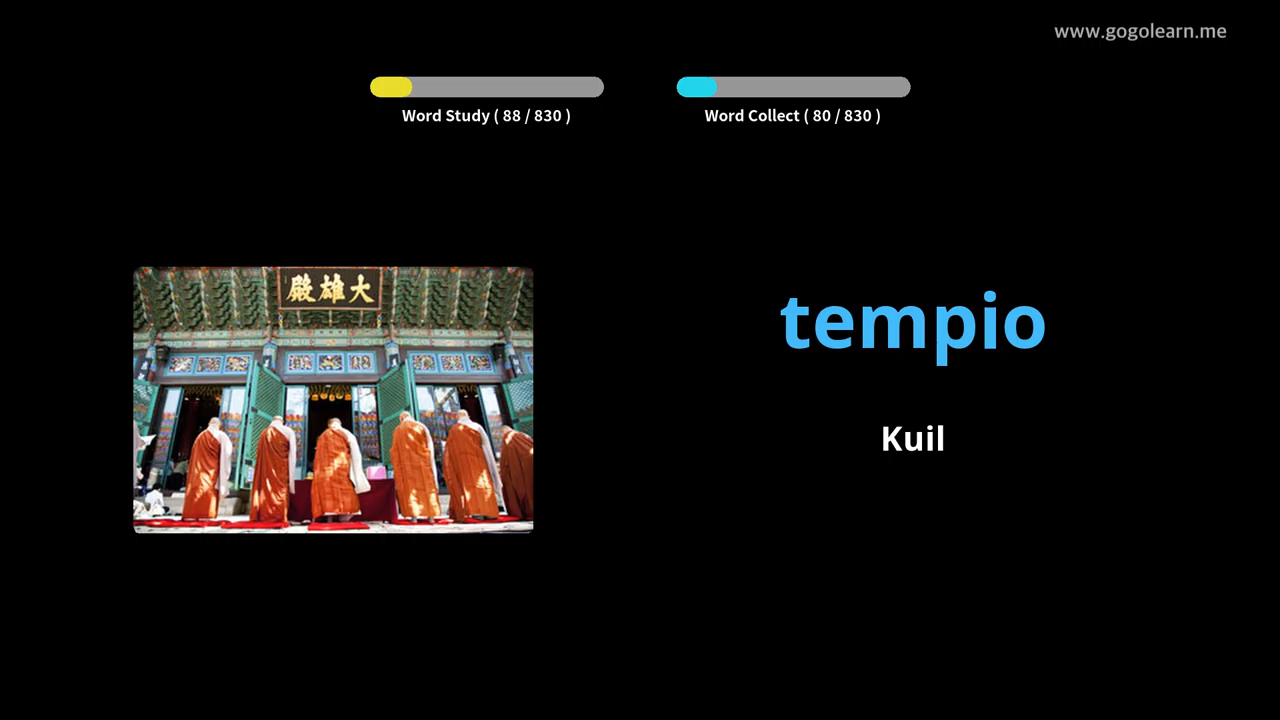 www.gogolearn.me
Word Study ( 88 / 830 )
Word Collect ( 80 / 830 )
殿雄大
tempio
Kuil